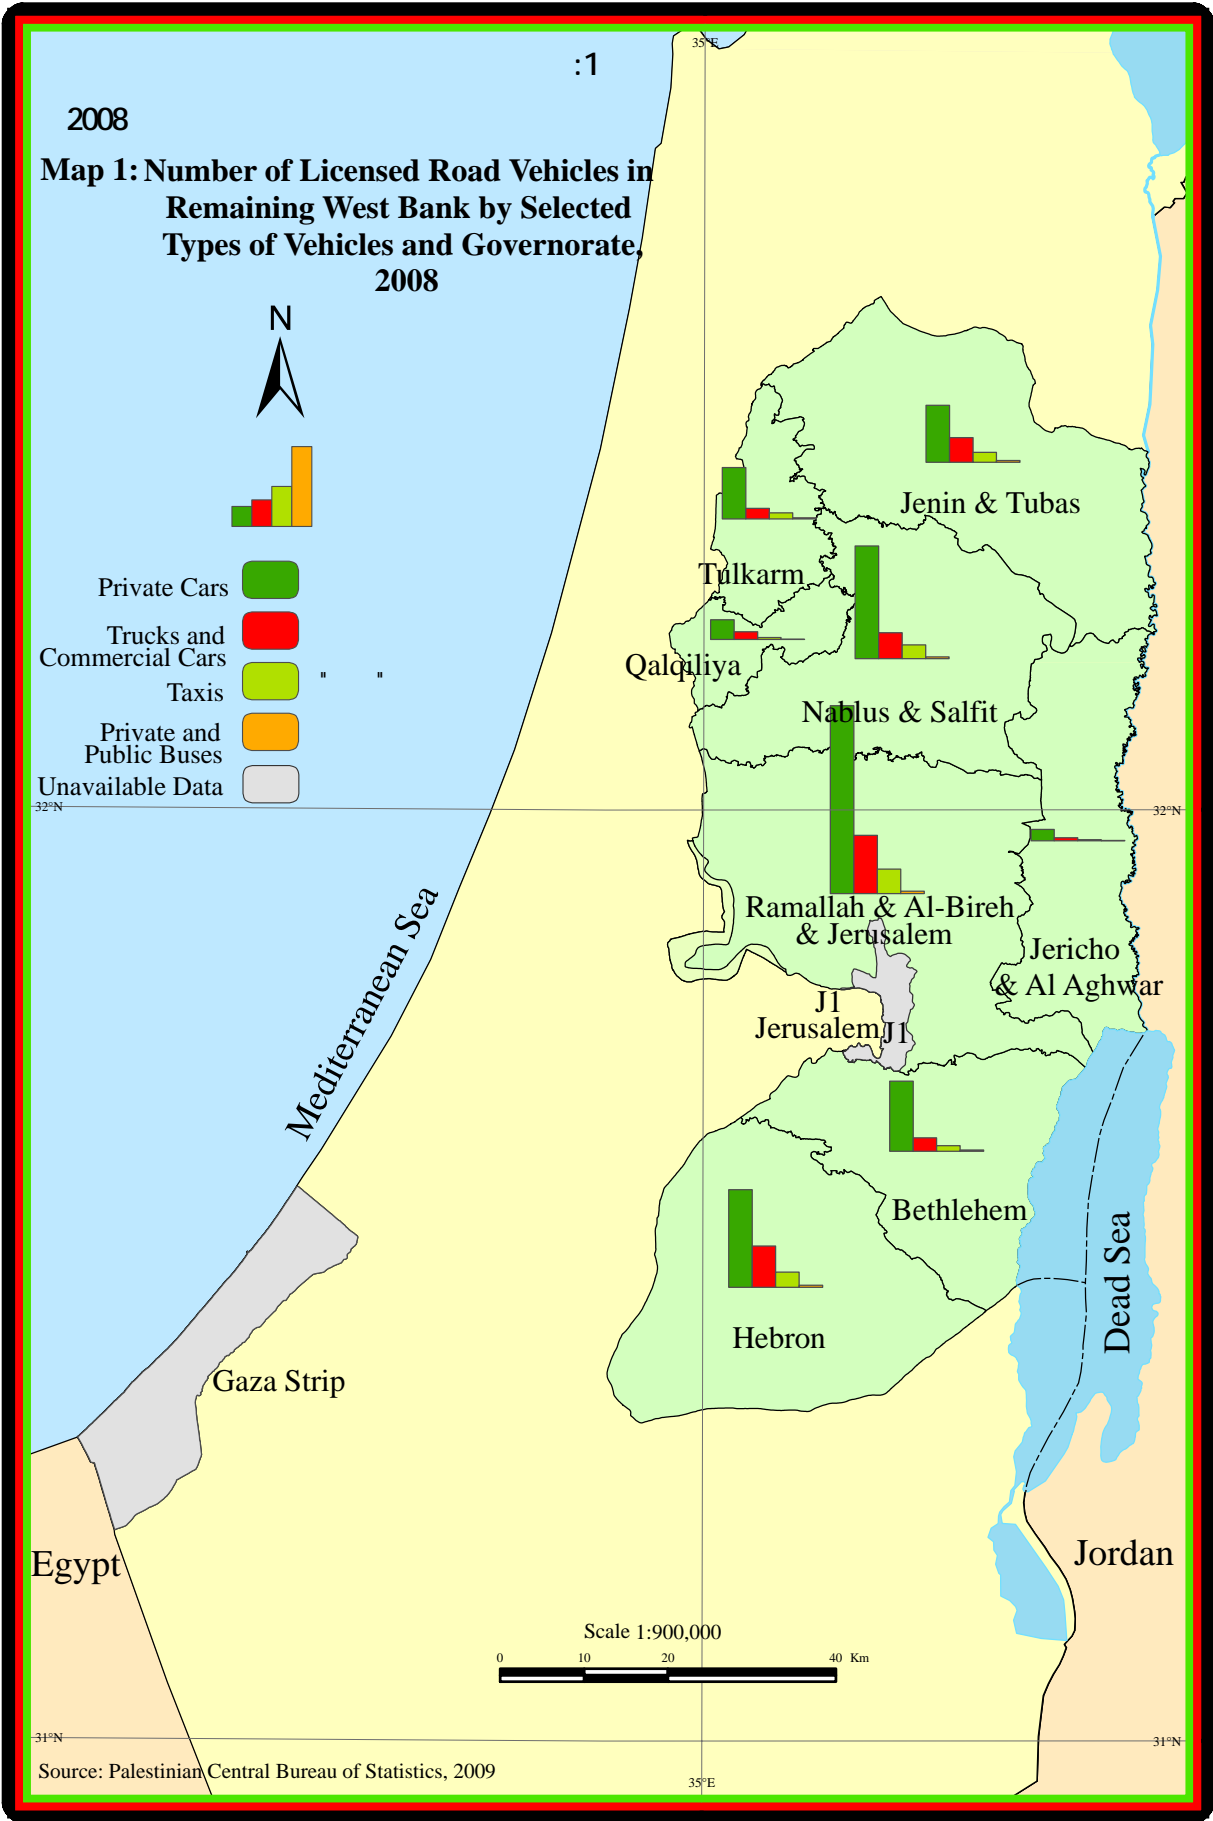 35°E
:1
2008
Map 1: Number of Licensed Road Vehicles in
Remaining West Bank by Selected
Types of Vehicles and Governorate,
2008
N
Private Cars
Trucks and
Commercial Cars
Taxis
" "
Private and
Public Buses
Unavailable Data
32°N
32°N
Jenin & Tubas
Tulkarm
Qalqiliya
Nablus & Salfit
Ramallah & Al-Bireh
& Jerusalem
Jericho
& Al Aghwar
J1
Jerusalem
J1
Mediterranean Sea
Bethlehem
Dead Sea
Hebron
Gaza Strip
Egypt
Jordan
Scale 1:900,000
0 10 20 40 Km
31°N
31°N
Source: Palestinian Central Bureau of Statistics, 2009
35°E